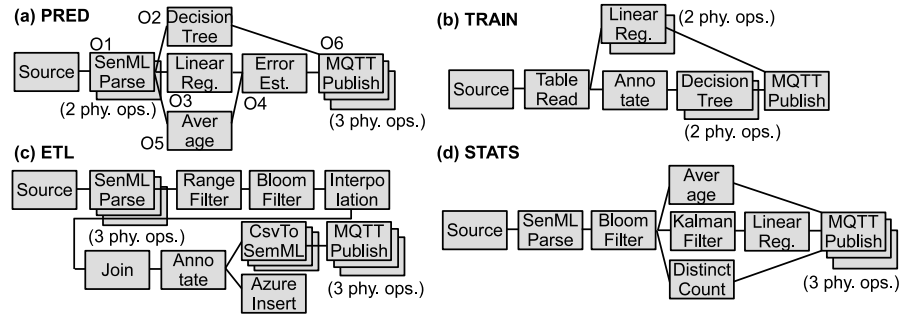 (a) PRED
O2
Decision
Tree
O1
O6
Source
SenML
Parse
Linear
Reg.
Error
Est.
MQTT
Publish
(2 phy. ops.)
O3
O4
(3 phy. ops.)
O5
Aver
age
(b) TRAIN
Linear
Reg.
(2 phy. ops.)
Source
Table
Read
Anno
tate
Decision
Tree
MQTT
Publish
(2 phy. ops.)
(c) ETL
Source
SenML
Parse
Range
Filter
Bloom
Filter
Interpo
lation
(3 phy. ops.)
Join
Anno
tate
CsvTo
SemML
MQTT
Publish
Azure
Insert
(3 phy. ops.)
(d) STATS
Aver
age
Source
SenML
Parse
Bloom
Filter
Kalman
Filter
Linear
Reg.
MQTT
Publish
Distinct
Count
(3 phy. ops.)